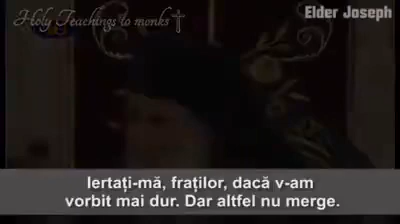 Holy Teachings to monks
Elder Joseph
Iertați-mă, fraților, dacă v-am
vorbit mai dur. Dar altfel nu merge.